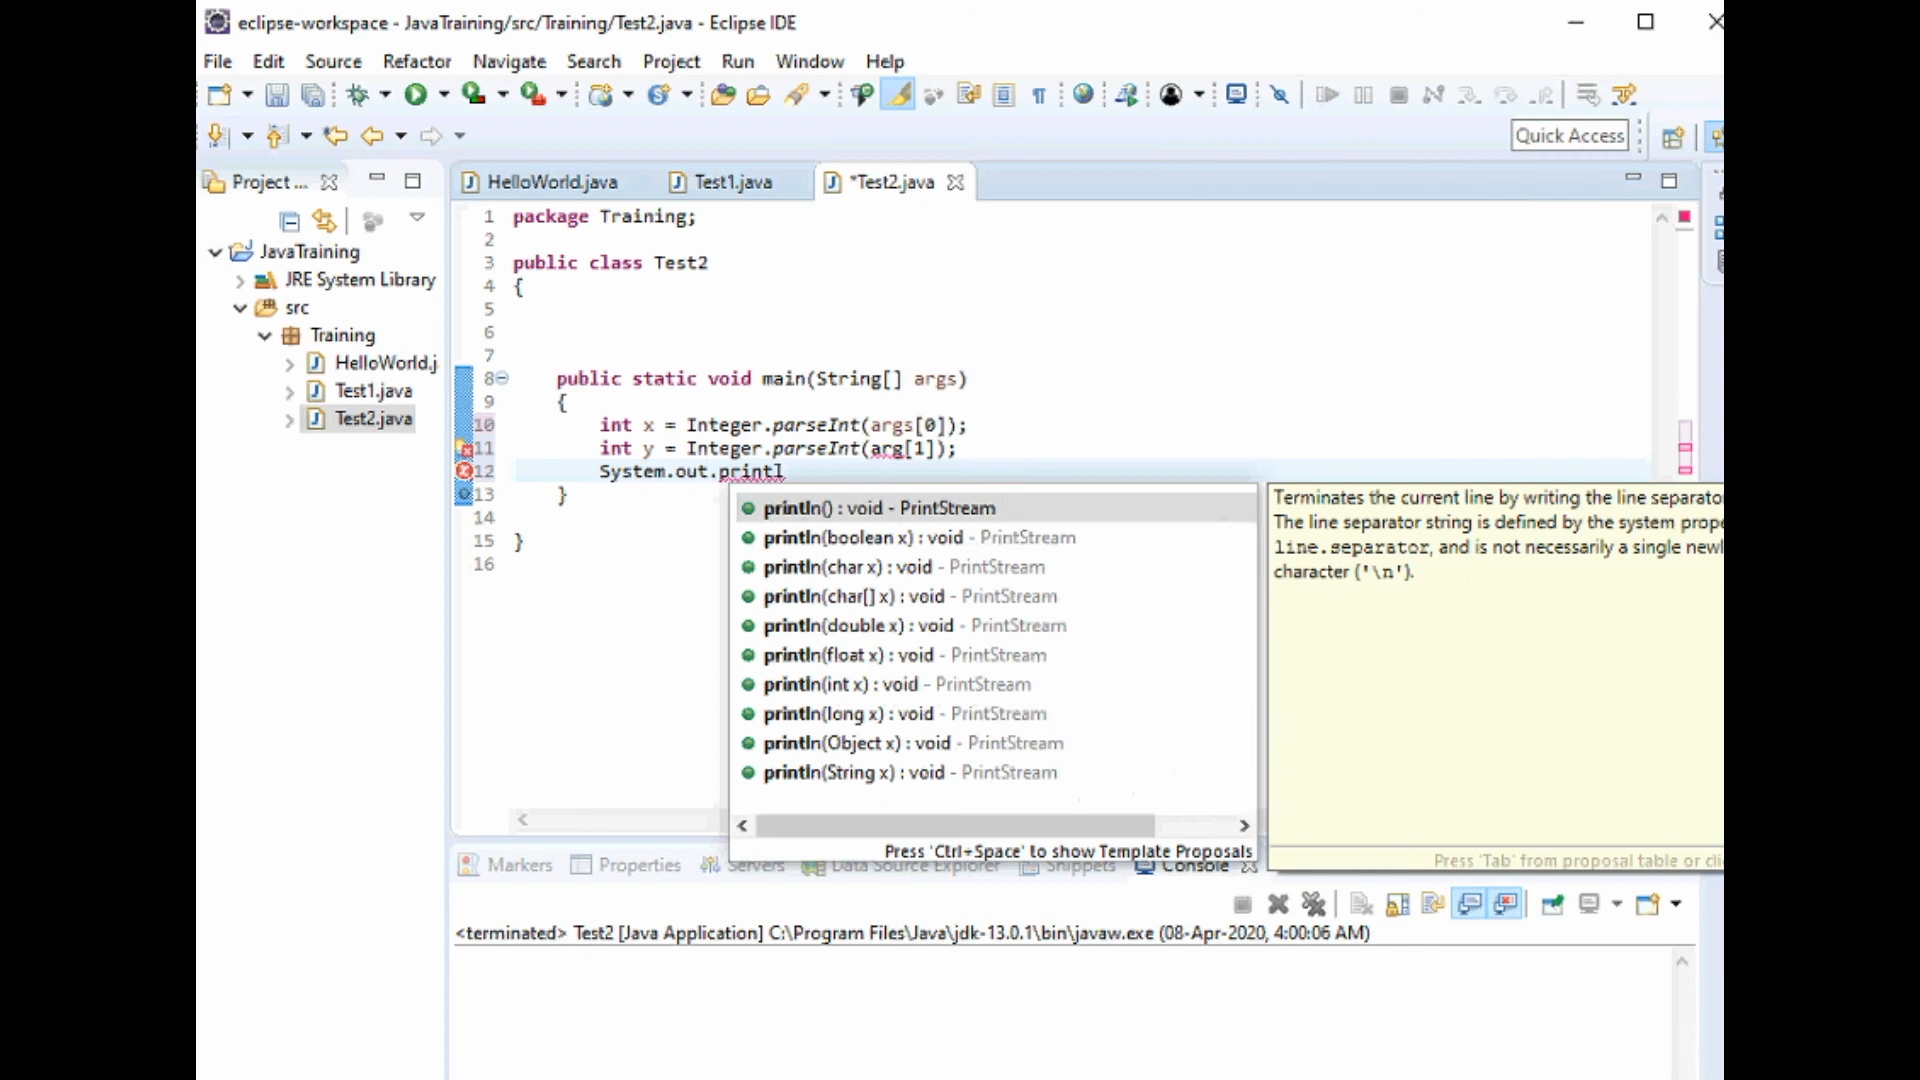 eclipse-workspace - JavaTraining/src/Training/Test2.java - Eclipse IDE
File Edit Source Refactor Navigate Search Project Run Window Help
Quick Access
Project ...
HelloWorld.java
Test1.java
*Test2.java
JavaTraining
JRE System Library
src
Training
HelloWorld.j
Test1.java
Test2.java
1 package Training;
2
3 public class Test2
4 {
5
6
7
8 public static void main(String[] args)
9 {
10 int x = Integer.parseInt(args[0]);
11 int y = Integer.parseInt(arg[1]);
12 System.out.printl
13 }
14
15 }
16
println() : void - PrintStream
println(boolean x) : void - PrintStream
println(char x) : void - PrintStream
println(char[] x) : void - PrintStream
println(double x) : void - PrintStream
println(float x) : void - PrintStream
println(int x) : void - PrintStream
println(long x) : void - PrintStream
println(Object x) : void - PrintStream
println(String x) : void - PrintStream
Press 'Ctrl+Space' to show Template Proposals
Terminates the current line by writing the line separato
The line separator string is defined by the system prope
line.separator, and is not necessarily a single newl
character ('\n').
Press 'Tab' from proposal table or cli
Markers Properties Servers Data Source Explorer Snippets Console
<terminated> Test2 [Java Application] C:\Program Files\Java\jdk-13.0.1\bin\javaw.exe (08-Apr-2020, 4:00:06 AM)